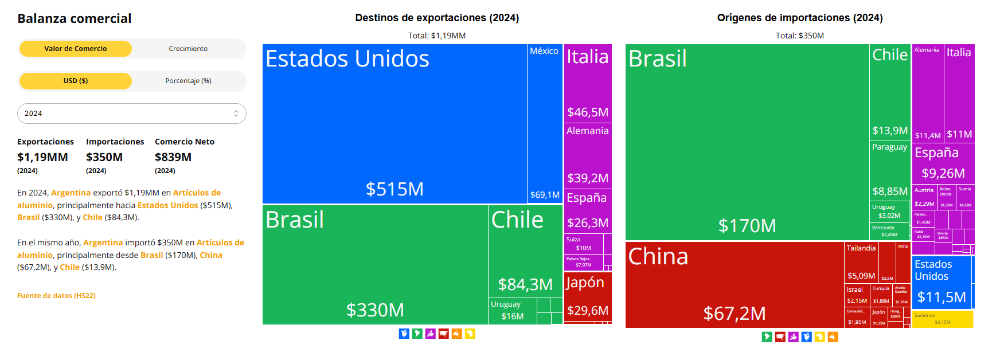 Balanza comercial
Valor de Comercio
Crecimiento
USD ($)
Porcentaje (%)
2024
Exportaciones
Importaciones
Comercio Neto
$1,19MM
$350M
$839M
(2024)
(2024)
(2024)
En 2024, Argentina exportó $1,19MM en Artículos de
aluminio, principalmente hacia Estados Unidos ($515M),
Brasil ($330M), y Chile ($84,3M).
En el mismo año, Argentina importó $350M en Artículos de
aluminio, principalmente desde Brasil ($170M), China
($67,2M), y Chile ($13,9M).
Fuente de datos (HS22)
Destinos de exportaciones (2024)
Total: $1,19MM
Estados Unidos
$515M
México
$69,1M
Brasil
$330M
Chile
$84,3M
Uruguay
$16M
Italia
$46,5M
Alemania
$39,2M
España
$26,3M
Suiza
$10M
Países Bajos
$7,97M
Japón
$29,6M
Orígenes de importaciones (2024)
Total: $350M
Brasil
$170M
Chile
$13,9M
Paraguay
$8,85M
Uruguay
$3,02M
Venezuela
$2,45M
China
$67,2M
Tailandia
$5,09M
$2,5M
India
Israel
$2,15M
Turquía
$1,86M
Arabia
Saudita
$1,56M
Corea del...
$1,95M
Japón
$1,33M
Hong...
$807k
Alemania
$11,4M
Italia
$11M
España
$9,26M
Austria
$2,29M
Reino
Unido
$1,78M
Suecia
$1,68M
Países...
$1,43M
Rusia
$1,19M
Grecia
$852k
Estados
Unidos
$11,5M
Sudáfrica
$4,15M